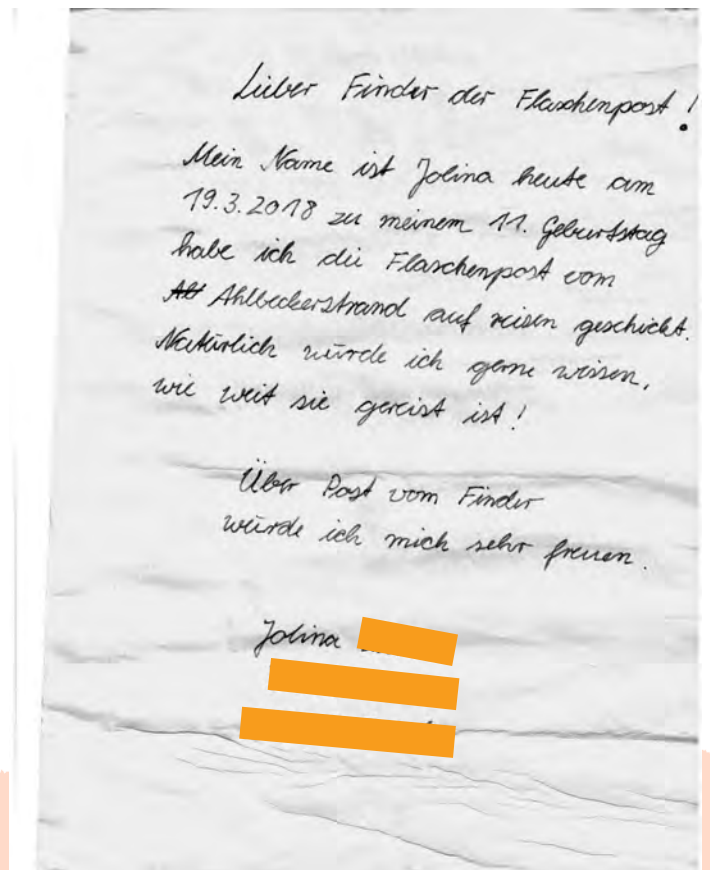 Lieber Finder der Flaschenpost!
Mein Name ist Jolina heute am
19.3.2018 zu meinem 11. Geburtstag
habe ich die Flaschenpost vom
Ahlbeckerstrand auf reisen geschickt.
Natürlich würde ich gerne wissen,
wie weit sie gereist ist!
Über Post vom Finder
würde ich mich sehr freuen.
Jolina